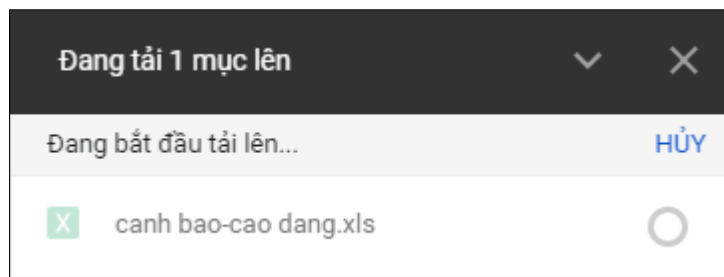 Đang tải 1 mục lên
Đang bắt đầu tải lên... HỦY
X canh bao-cao dang.xls